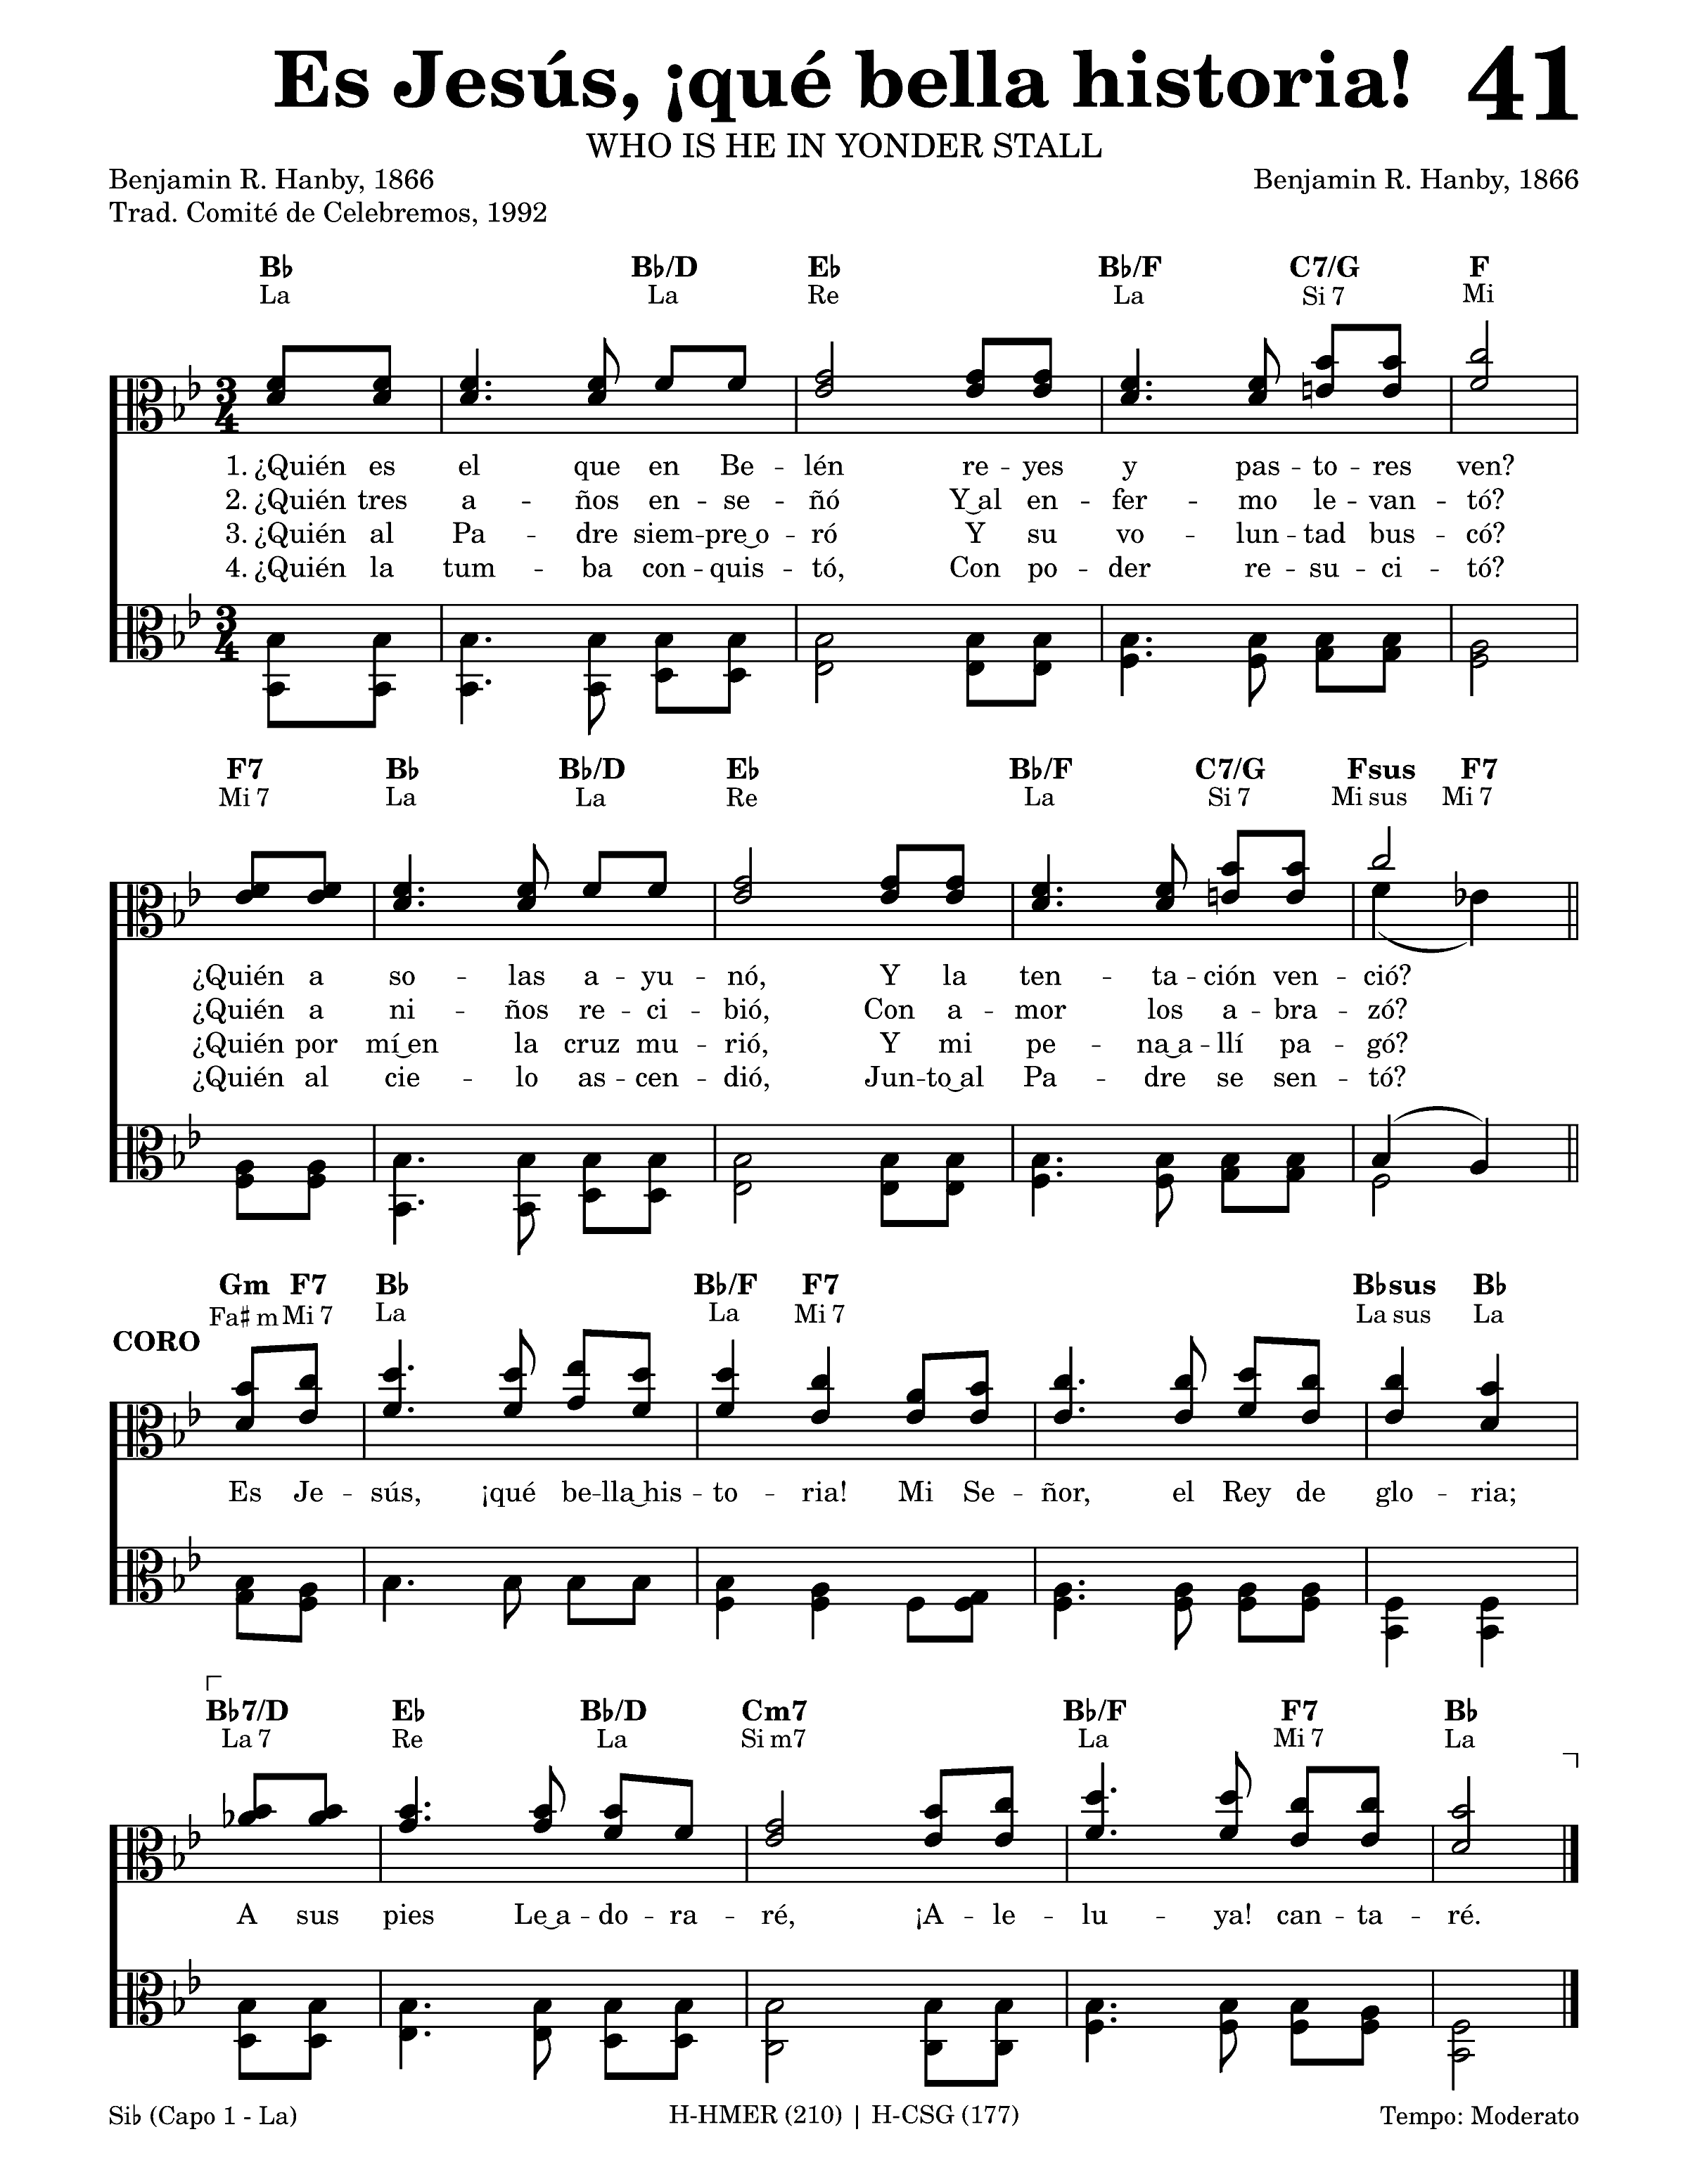 Es Jesús, ¡qué bella historia! 41
WHO IS HE IN YONDER STALL
Benjamin R. Hanby, 1866 Benjamin R. Hanby, 1866
Trad. Comité de Celebremos, 1992
B♭ B♭/D E♭ B♭/F C7/G F
La La Re La Si 7 Mi
3 4
1. ¿Quién es el que en Be -- lén re -- yes y pas -- to -- res ven?
2. ¿Quién tres a -- ños en -- se -- ñó Y‿al en -- fer -- mo le -- van -- tó?
3. ¿Quién al Pa -- dre siem -- pre‿o -- ró Y su vo -- lun -- tad bus -- có?
4. ¿Quién la tum -- ba con -- quis -- tó, Con po -- der re -- su -- ci -- tó?
3 4
F7 B♭ B♭/D E♭ B♭/F C7/G Fsus F7
Mi 7 La La Re La Si 7 Mi sus Mi 7
¿Quién a so -- las a -- yu -- nó, Y la ten -- ta -- ción ven -- ció?
¿Quién a ni -- ños re -- ci -- bió, Con a -- mor los a -- bra -- zó?
¿Quién por mí‿en la cruz mu -- rió, Y mi pe -- na‿a -- llí pa -- gó?
¿Quién al cie -- lo as -- cen -- dió, Jun -- to‿al Pa -- dre se sen -- tó?
Gm F7 B♭ B♭/F F7 B♭sus B♭
Fa♯ m Mi 7 La La Mi 7 La sus La
CORO
Es Je -- sús, ¡qué be -- lla‿his -- to -- ria! Mi Se -- ñor, el Rey de glo -- ria;
B♭7/D E♭ B♭/D Cm7 B♭/F F7 B♭
La 7 Re La Si m7 La Mi 7 La
A sus pies Le‿a -- do -- ra -- ré, ¡A -- le -- lu -- ya! can -- ta -- ré.
Si♭ (Capo 1 - La) H-HMER (210) | H-CSG (177) Tempo: Moderato